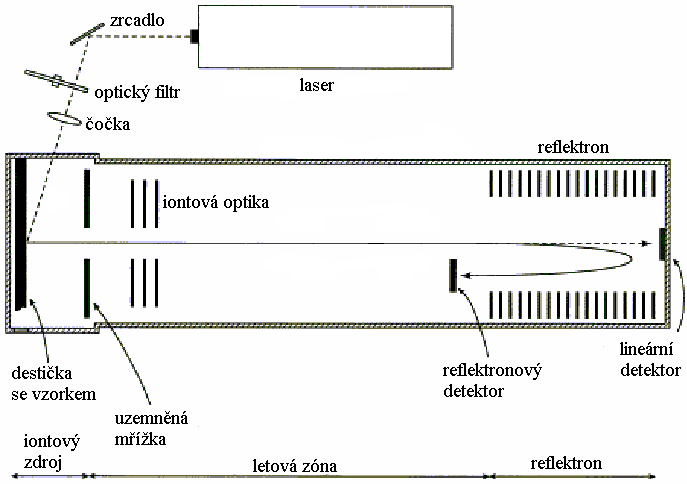 zrcadlo
laser
optický filtr
čočka
reflektron
iontová optika
destička
se vzorkem
uzemněná
mřížka
reflektronový
detektor
lineární
detektor
iontový
zdroj
letová zóna
reflektron